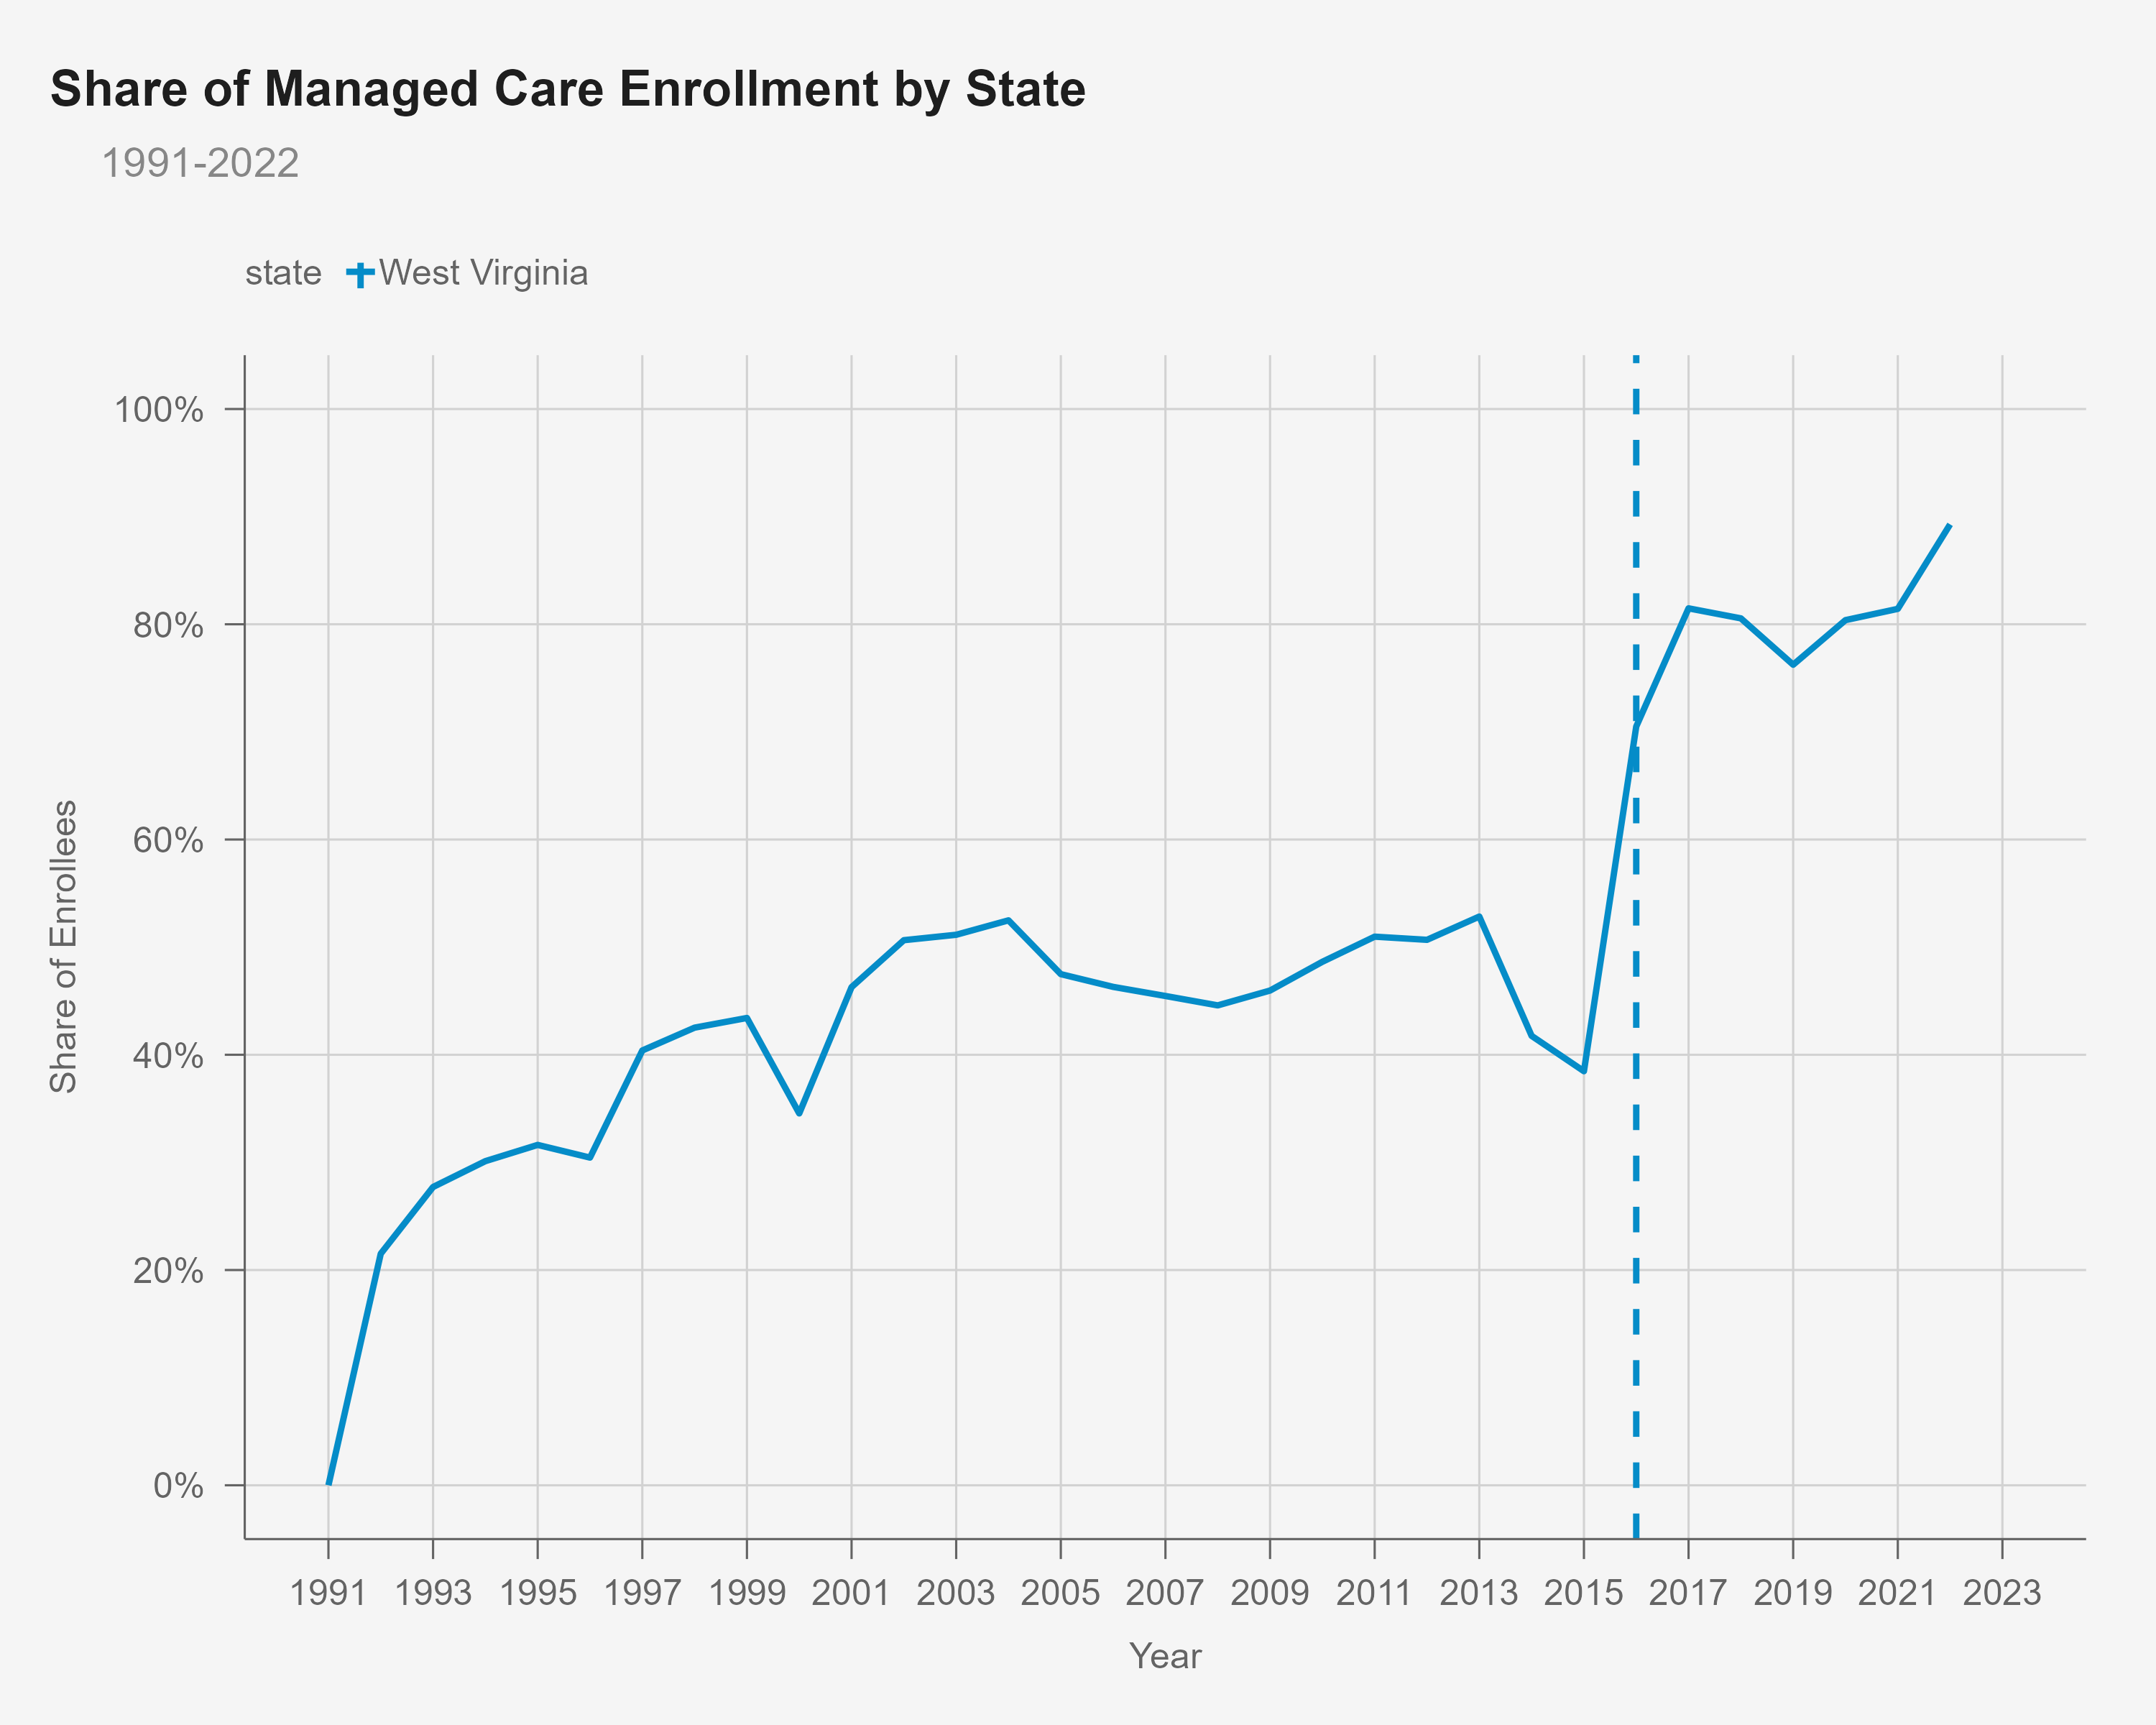 Share of Managed Care Enrollment by State
1991-2022
state West Virginia
100%
80%
60%
40%
20%
0%
Share of Enrollees
1991 1993 1995 1997 1999 2001 2003 2005 2007 2009 2011 2013 2015 2017 2019 2021 2023
Year